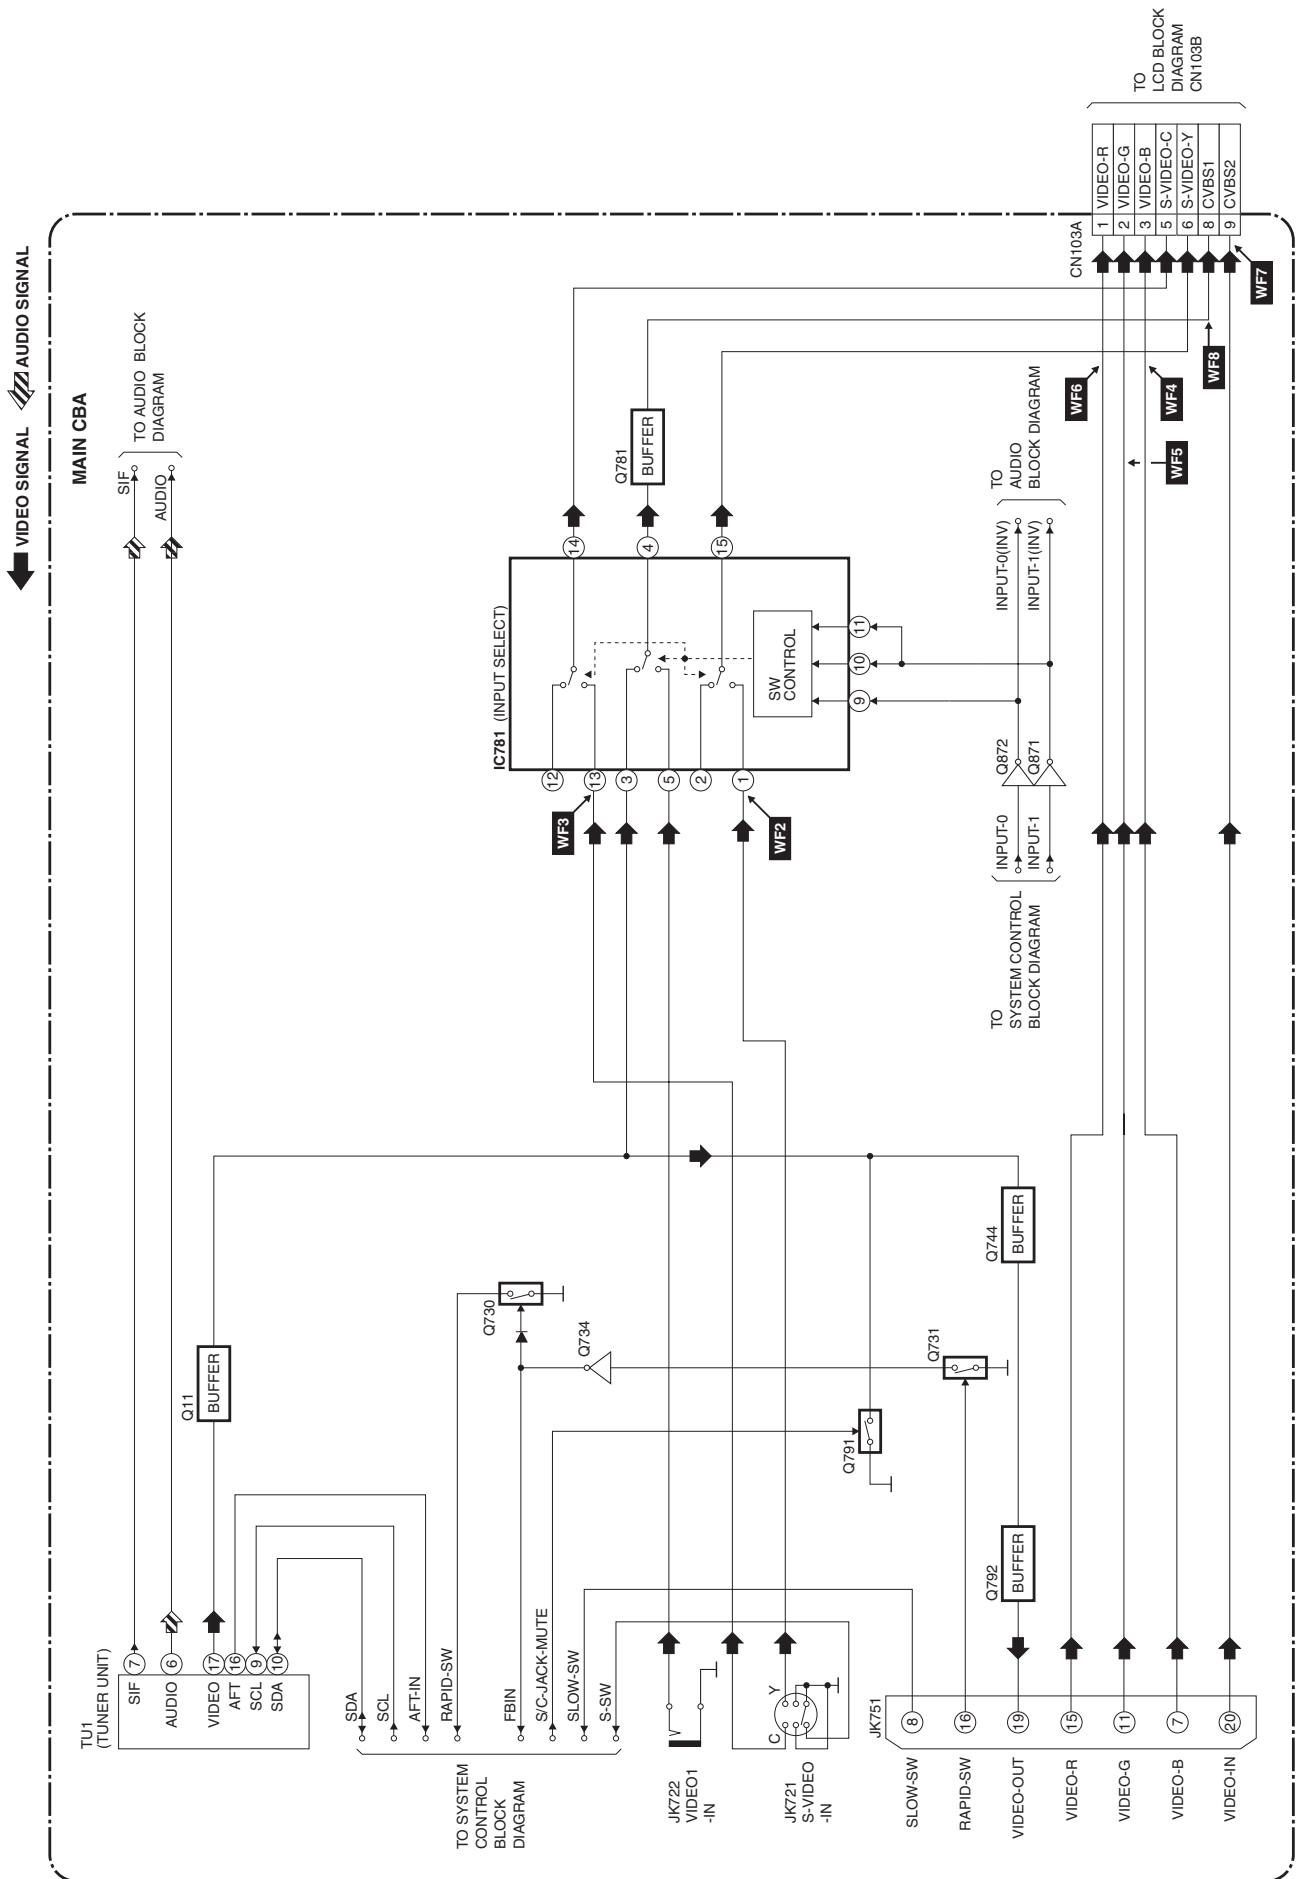 VIDEO SIGNAL
AUDIO SIGNAL
MAIN CBA
SIF
AUDIO
TO AUDIO BLOCK
DIAGRAM
TU1
(TUNER UNIT)
SIF
7
AUDIO
6
VIDEO
17
AFT
16
SCL
9
SDA
10
Q11
BUFFER
SDA
SCL
AFT-IN
RAPID-SW
FBIN
S/C-JACK-MUTE
SLOW-SW
S-SW
TO SYSTEM
CONTROL
BLOCK
DIAGRAM
Q730
Q734
Q731
Q791
Q744
BUFFER
Q792
BUFFER
JK722
VIDEO1
-IN
JK721
S-VIDEO
-IN
C
Y
JK751
SLOW-SW
8
RAPID-SW
16
VIDEO-OUT
19
VIDEO-R
15
VIDEO-G
11
VIDEO-B
7
VIDEO-IN
20
IC781 (INPUT SELECT)
12
13
3
5
2
1
14
4
15
SW
CONTROL
9
10
11
WF3
WF2
Q781
BUFFER
TO
SYSTEM CONTROL
BLOCK DIAGRAM
INPUT-0
INPUT-1
Q872
Q871
INPUT-0(INV)
INPUT-1(INV)
TO
AUDIO
BLOCK DIAGRAM
WF6
WF5
WF4
WF8
WF7
CN103A
1 VIDEO-R
2 VIDEO-G
3 VIDEO-B
5 S-VIDEO-C
6 S-VIDEO-Y
8 CVBS1
9 CVBS2
TO
LCD BLOCK
DIAGRAM
CN103B